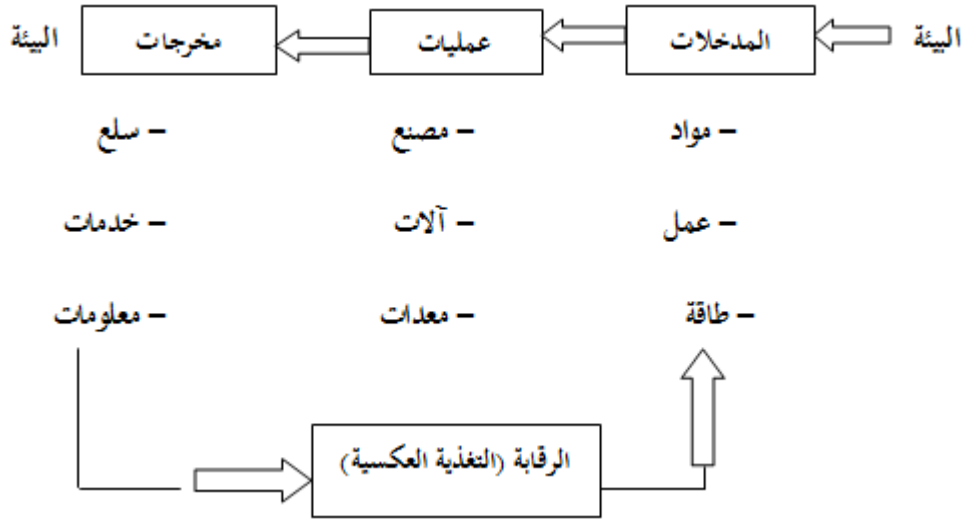 البيئة المدخلات عمليات مخرجات البيئة
– مواد – مصنع – سلع
– عمل – آلات – خدمات
– طاقة – معدات – معلومات
الرقابة (التغذية العكسية)